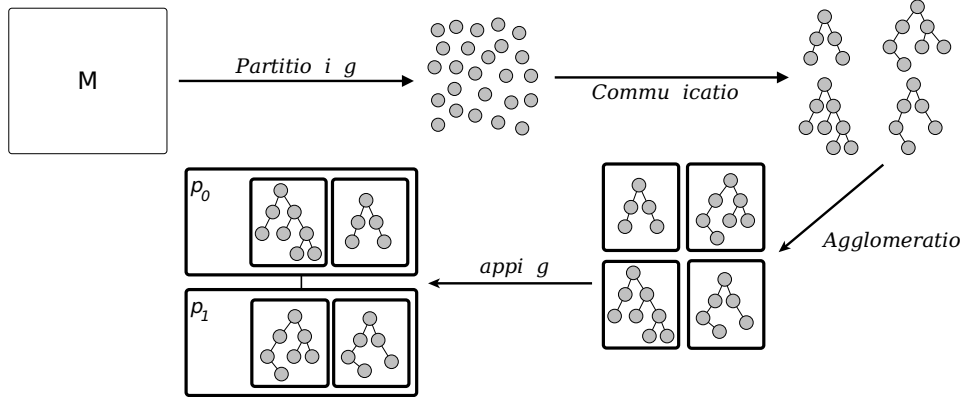 M
Partitio i g
Commu icatio
Agglomeratio
appi g
p0
p1